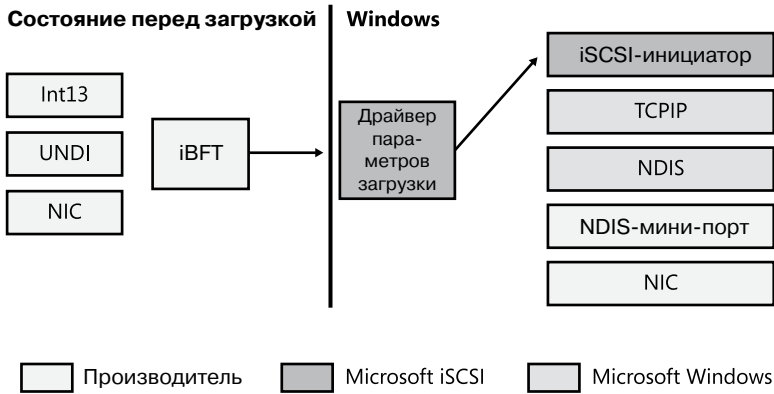 Состояние перед загрузкой
Windows
Int13
UNDI
NIC
iBFT
Драйвер
пара-
метров
загрузки
iSCSI-инициатор
TCPIP
NDIS
NDIS-мини-порт
NIC
Производитель
Microsoft iSCSI
Microsoft Windows